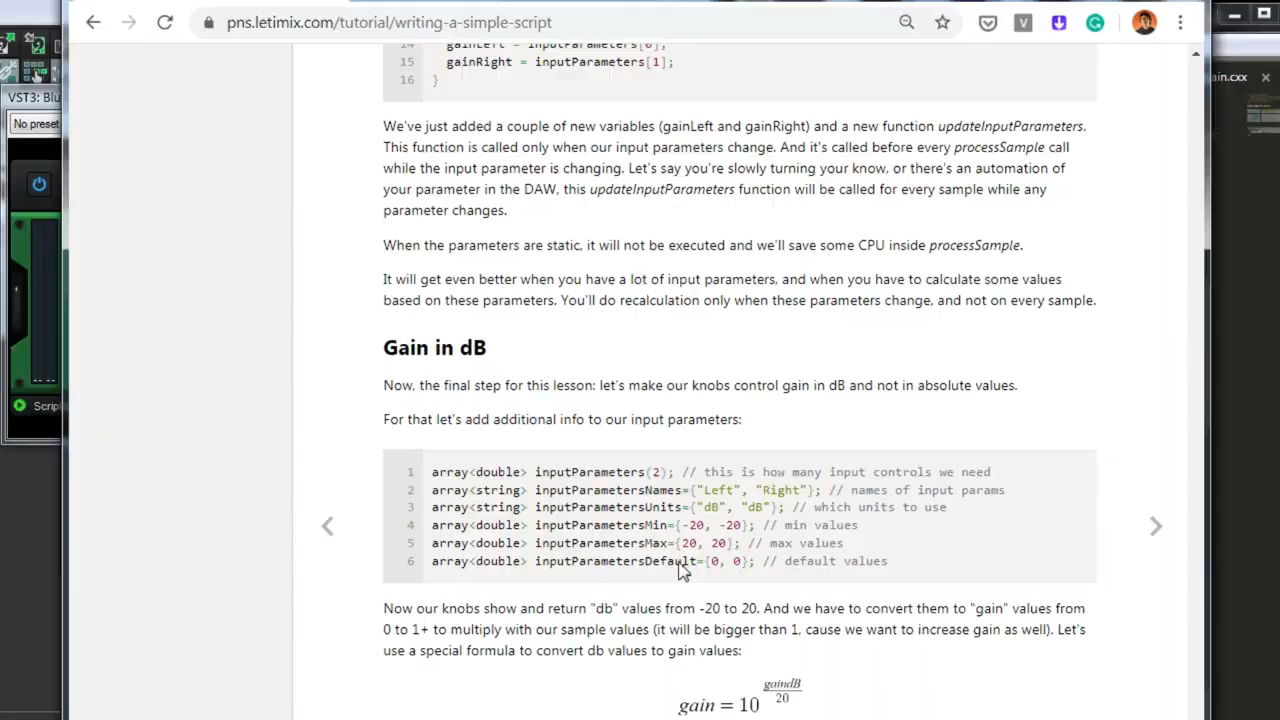 pns.letimix.com/tutorial/writing-a-simple-script
ain.cxx
VST3: Blu
No preset
Scrip
14 gainLeft = inputParameters[0];
15 gainRight = inputParameters[1];
16 }
We've just added a couple of new variables (gainLeft and gainRight) and a new function updateInputParameters.
This function is called only when our input parameters change. And it's called before every processSample call
while the input parameter is changing. Let's say you're slowly turning your know, or there's an automation of
your parameter in the DAW, this updateInputParameters function will be called for every sample while any
parameter changes.
When the parameters are static, it will not be executed and we'll save some CPU inside processSample.
It will get even better when you have a lot of input parameters, and when you have to calculate some values
based on these parameters. You'll do recalculation only when these parameters change, and not on every sample.
Gain in dB
Now, the final step for this lesson: let's make our knobs control gain in dB and not in absolute values.
For that let's add additional info to our input parameters:
1 array<double> inputParameters(2); // this is how many input controls we need
2 array<string> inputParametersNames={"Left", "Right"}; // names of input params
3 array<string> inputParametersUnits={"dB", "dB"}; // which units to use
4 array<double> inputParametersMin={-20, -20}; // min values
5 array<double> inputParametersMax={20, 20}; // max values
6 array<double> inputParametersDefault={0, 0}; // default values
Now our knobs show and return "db" values from -20 to 20. And we have to convert them to "gain" values from
0 to 1+ to multiply with our sample values (it will be bigger than 1, cause we want to increase gain as well). Let's
use a special formula to convert db values to gain values:
gain = 10^(gaindB/20)